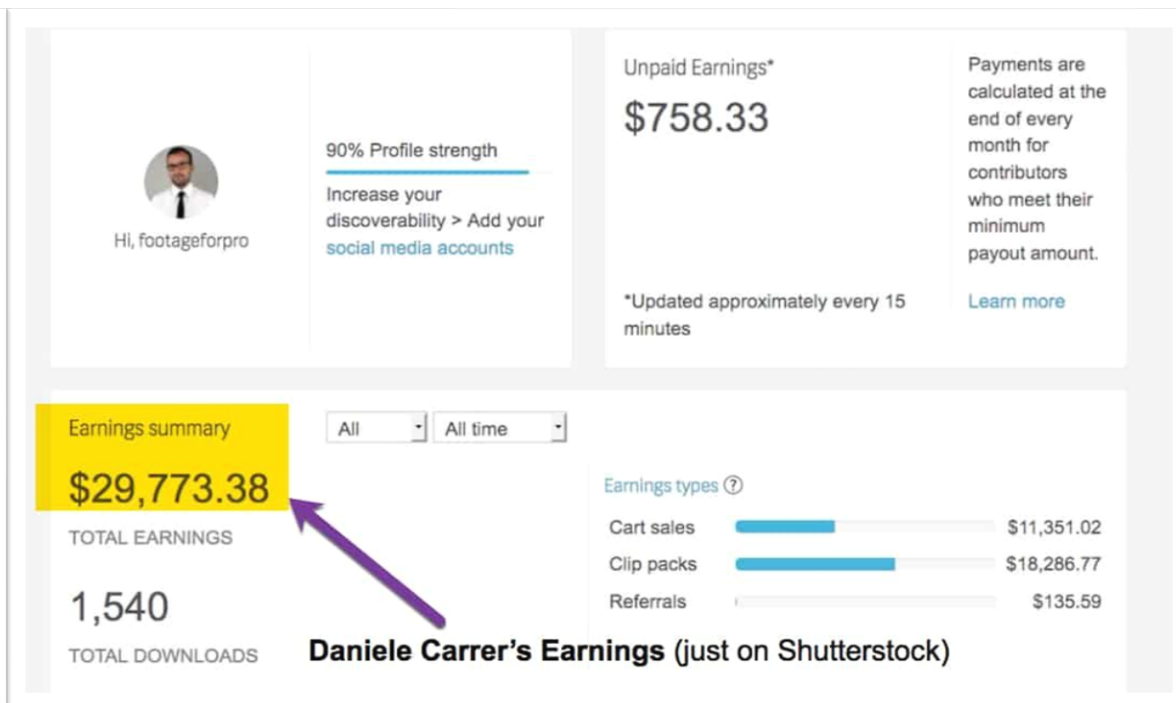 Hi, footageforpro
90% Profile strength
Increase your
discoverability > Add your
social media accounts
Unpaid Earnings*
$758.33
*Updated approximately every 15
minutes
Payments are
calculated at the
end of every
month for
contributors
who meet their
minimum
payout amount.
Learn more
Earnings summary
$29,773.38
TOTAL EARNINGS
1,540
TOTAL DOWNLOADS
All
All time
Earnings types ?
Cart sales $11,351.02
Clip packs $18,286.77
Referrals $135.59
Daniele Carrer's Earnings (just on Shutterstock)